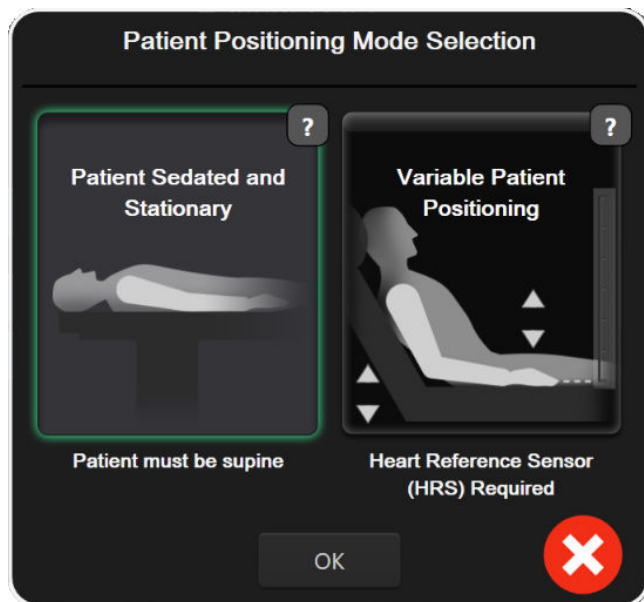 Patient Positioning Mode Selection
?
Patient Sedated and
Stationary
Patient must be supine
?
Variable Patient
Positioning
Heart Reference Sensor
(HRS) Required
OK